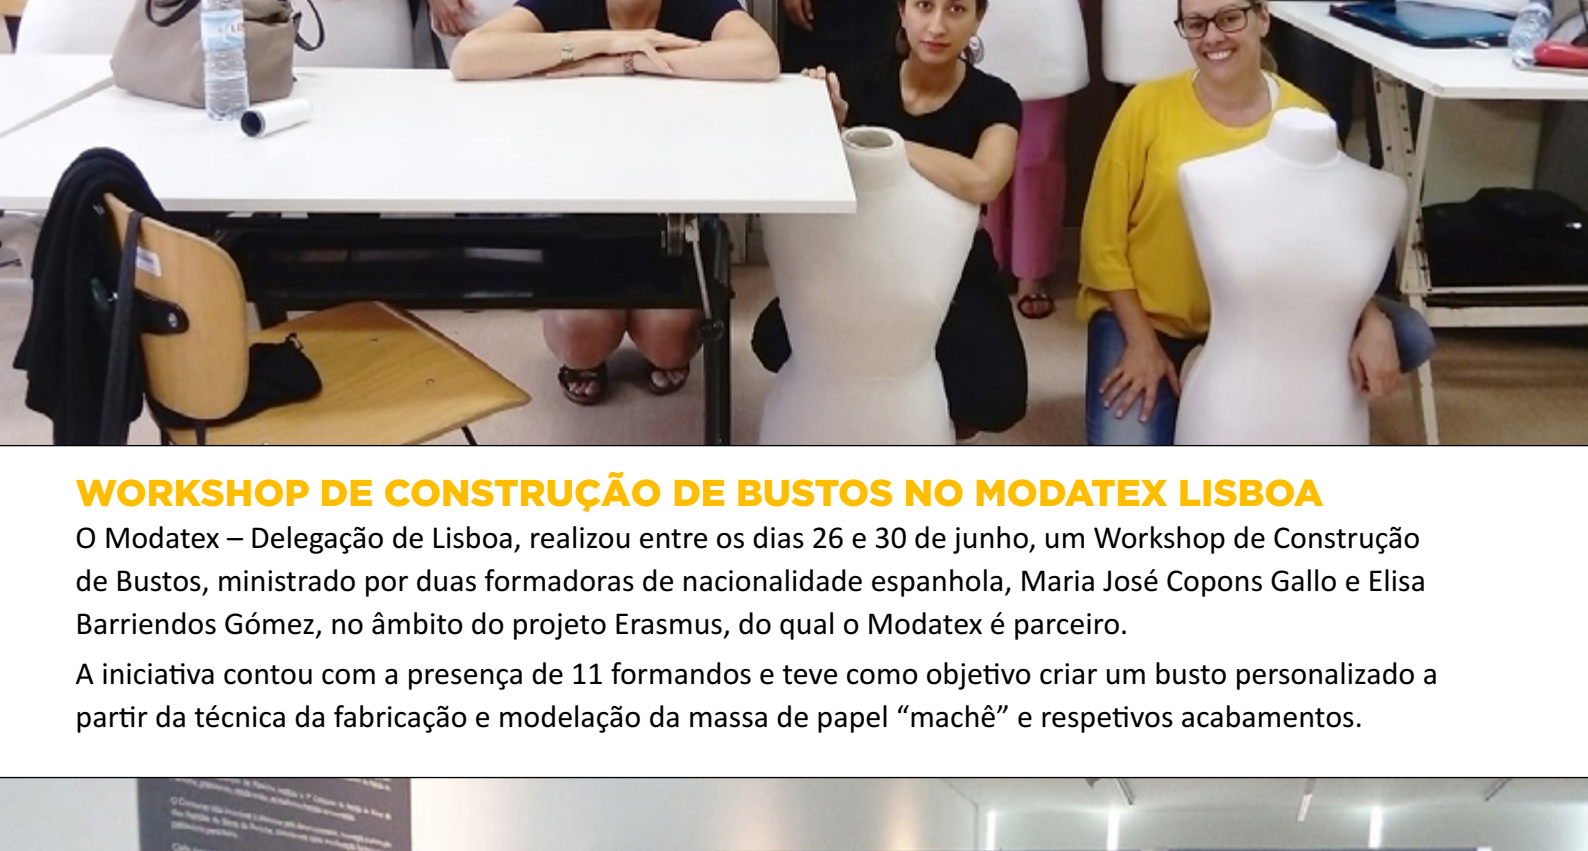 WORKSHOP DE CONSTRUÇÃO DE BUSTOS NO MODATEX LISBOA
O Modatex – Delegação de Lisboa, realizou entre os dias 26 e 30 de junho, um Workshop de Construção
de Bustos, ministrado por duas formadoras de nacionalidade espanhola, Maria José Copons Gallo e Elisa
Barriendos Gómez, no âmbito do projeto Erasmus, do qual o Modatex é parceiro.
A iniciativa contou com a presença de 11 formandos e teve como objetivo criar um busto personalizado a
partir da técnica da fabricação e modelação da massa de papel “machê” e respetivos acabamentos.